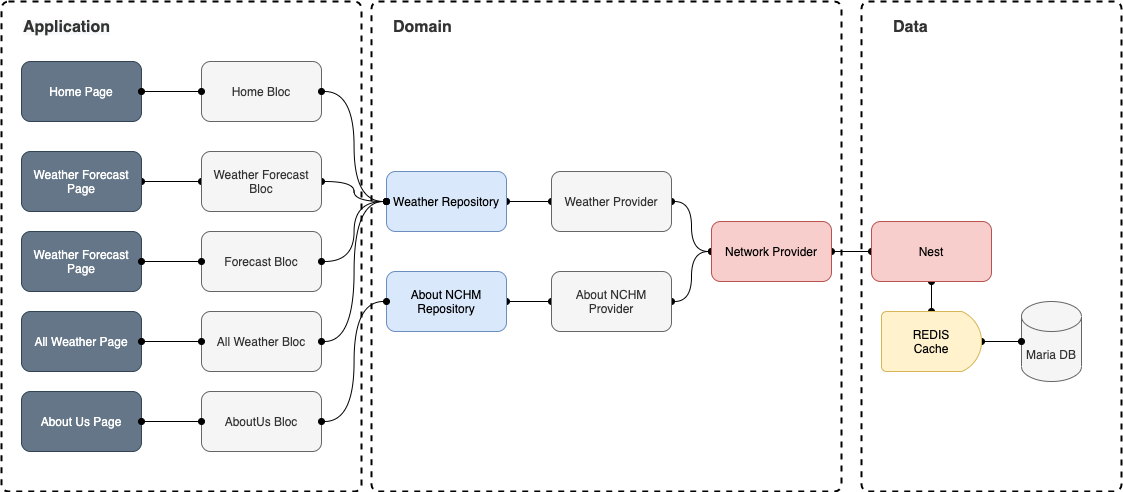 Application
Domain
Data
Home Page
Home Bloc
Weather Forecast
Page
Weather Forecast
Bloc
Weather Repository
Weather Provider
Weather Forecast
Page
Forecast Bloc
Network Provider
Nest
About NCHM
Repository
About NCHM
Provider
All Weather Page
All Weather Bloc
REDIS
Cache
Maria DB
About Us Page
AboutUs Bloc